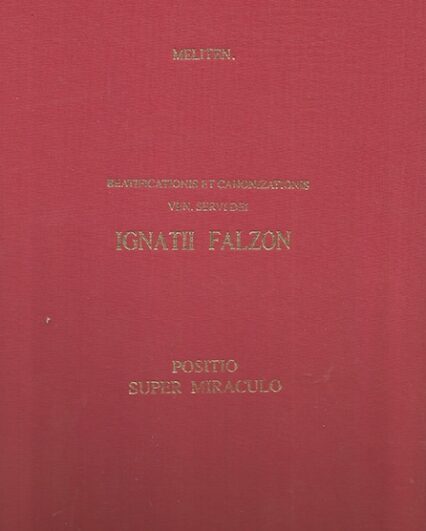 MELITEN.
BEATIFICATIONIS ET CANONIZATIONIS
VEN. SERVI DEI
IGNATII FALZON
POSITIO
SUPER MIRACULO